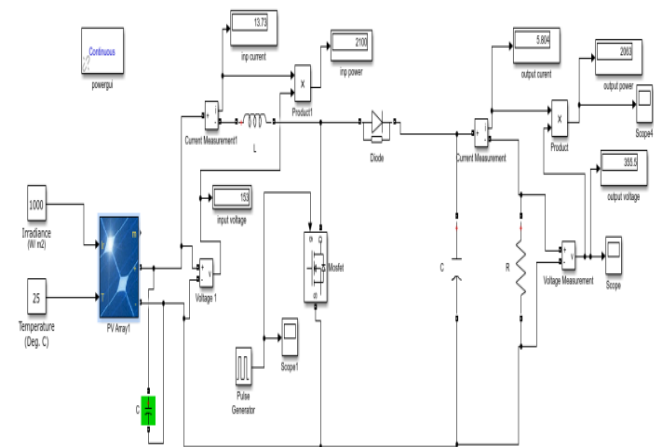 Continuous
powergui
13.73
inp current
2100
inp power
5.804
output current
2063
output power
Scope4
Product1
Product
Current Measurement1
L
Diode
Current Measurement
355.5
output voltage
153
input voltage
1000
Irradiance
(W/ m2)
m
+
-
PV Array1
25
Temperature
(Deg. C)
Voltage 1
Mosfet
C
R
Voltage Measurement
Scope
Scope1
Pulse
Generator
C